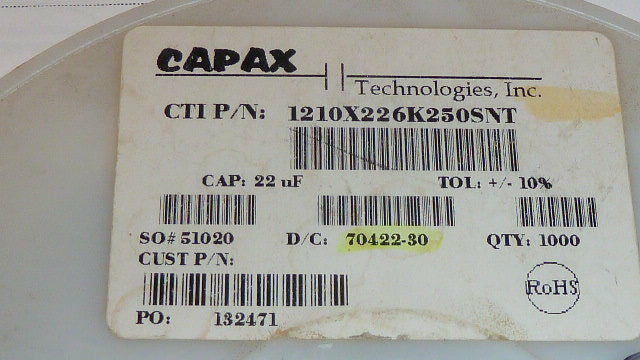 CAPAX
Technologies, Inc.
CTI P/N: 1210X226K250SNT
CAP: 22 uF TOL: +/- 10%
SO# 51020 D/C: 70422-30 QTY: 1000
CUST P/N:
RoHS
PO: 132471